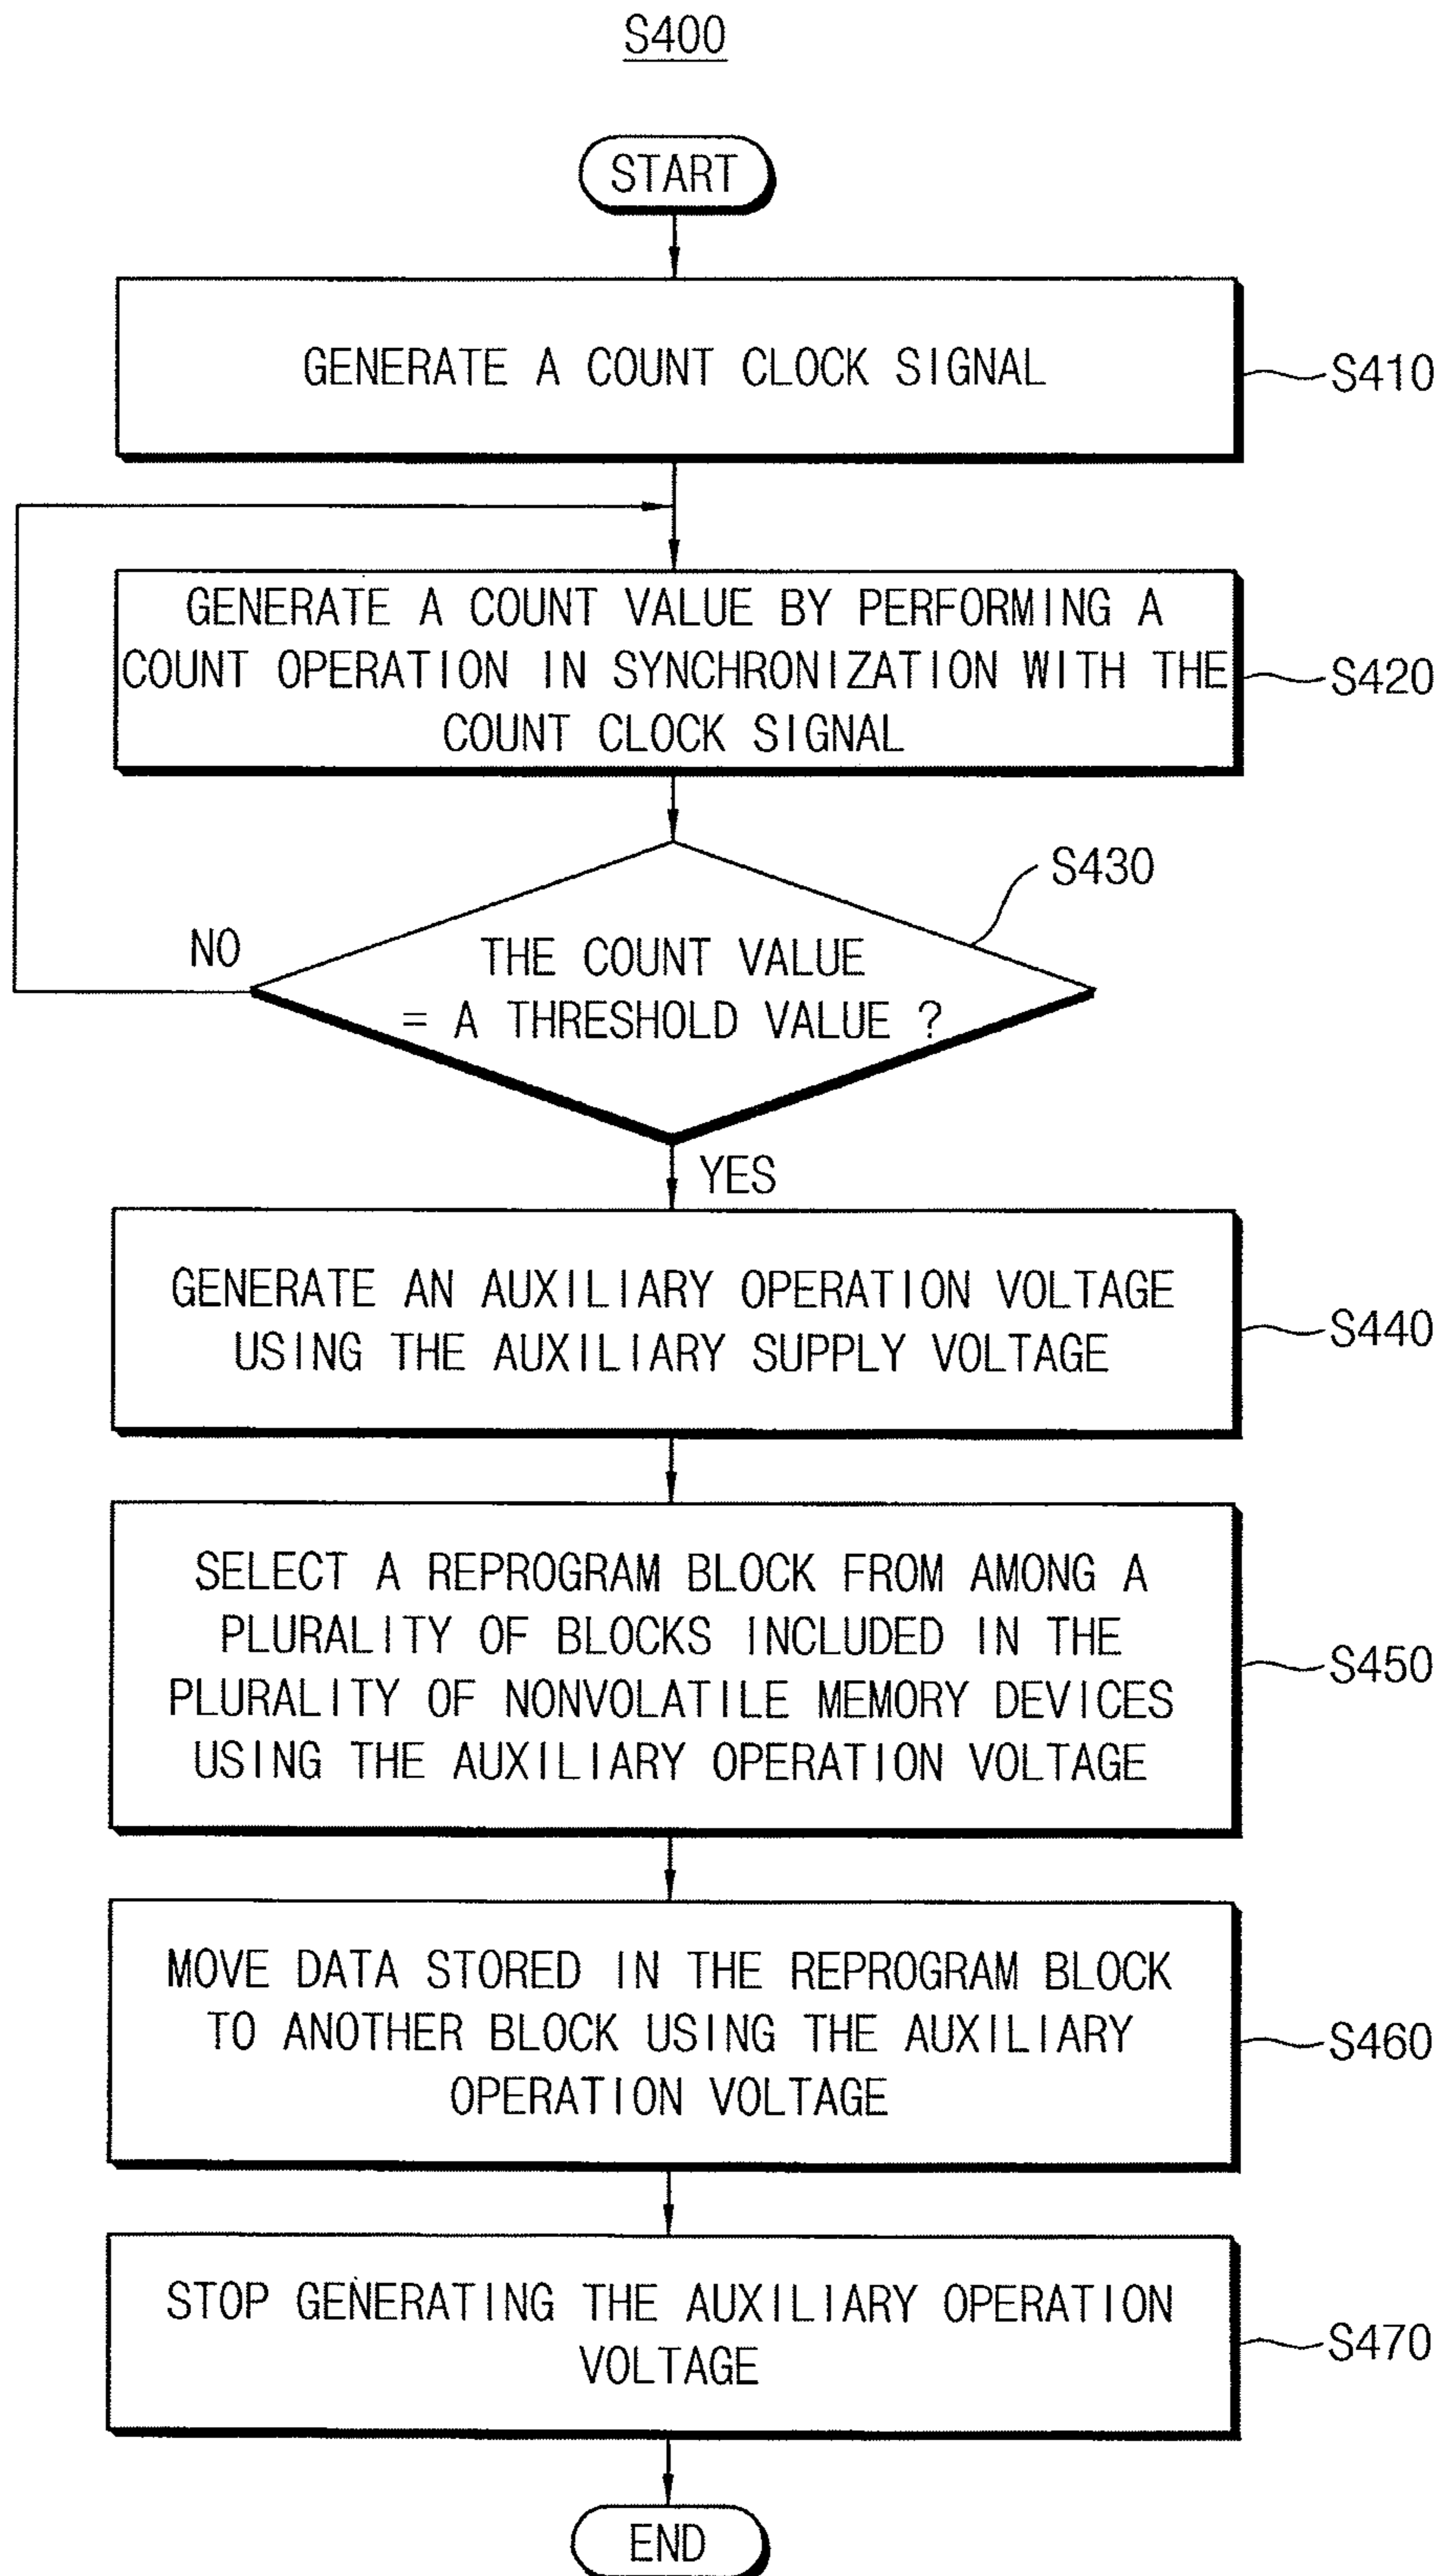 S400
START
GENERATE A COUNT CLOCK SIGNAL
S410
GENERATE A COUNT VALUE BY PERFORMING A
COUNT OPERATION IN SYNCHRONIZATION WITH THE
COUNT CLOCK SIGNAL
S420
S430
NO
THE COUNT VALUE
= A THRESHOLD VALUE ?
YES
GENERATE AN AUXILIARY OPERATION VOLTAGE
USING THE AUXILIARY SUPPLY VOLTAGE
S440
SELECT A REPROGRAM BLOCK FROM AMONG A
PLURALITY OF BLOCKS INCLUDED IN THE
PLURALITY OF NONVOLATILE MEMORY DEVICES
USING THE AUXILIARY OPERATION VOLTAGE
S450
MOVE DATA STORED IN THE REPROGRAM BLOCK
TO ANOTHER BLOCK USING THE AUXILIARY
OPERATION VOLTAGE
S460
STOP GENERATING THE AUXILIARY OPERATION
VOLTAGE
S470
END